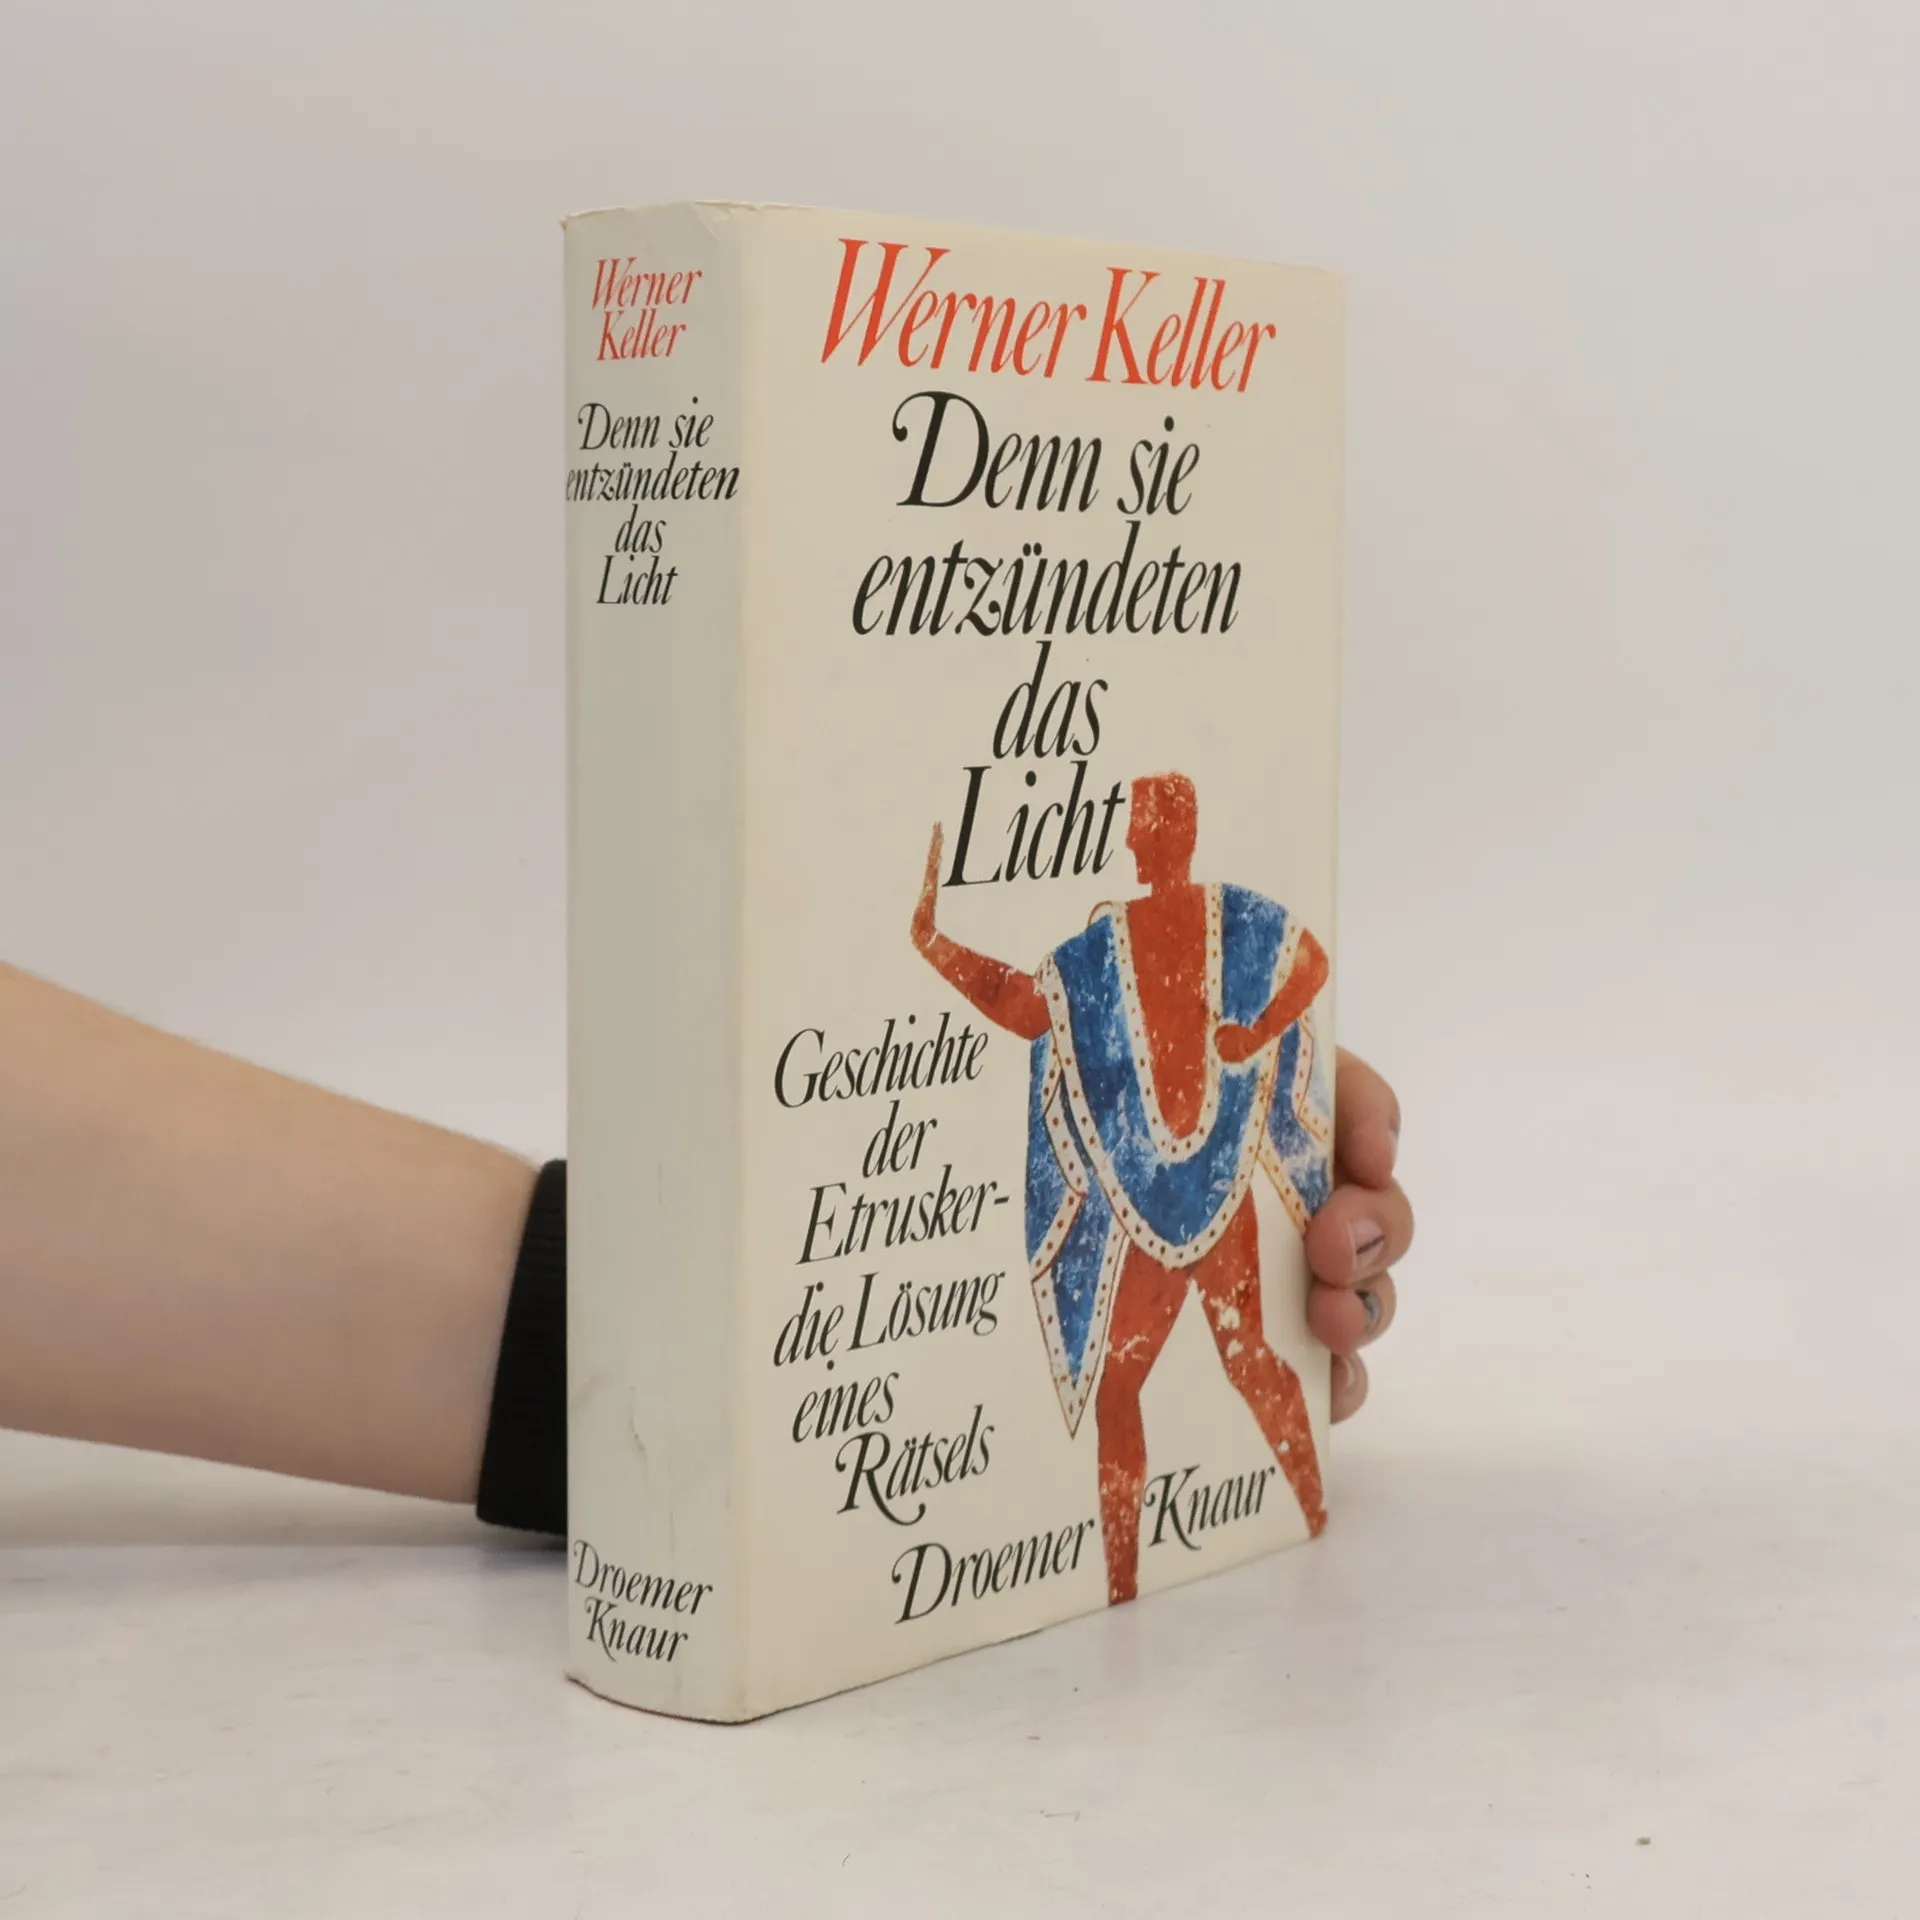 Werner
Keller
Denn sie
entzündeten
das
Licht
Droemer
Knaur
Werner Keller
Denn sie
entzündeten
das
Licht
Geschichte
der
Etrusker-
die Lösung
eines
Rätsels
Droemer Knaur